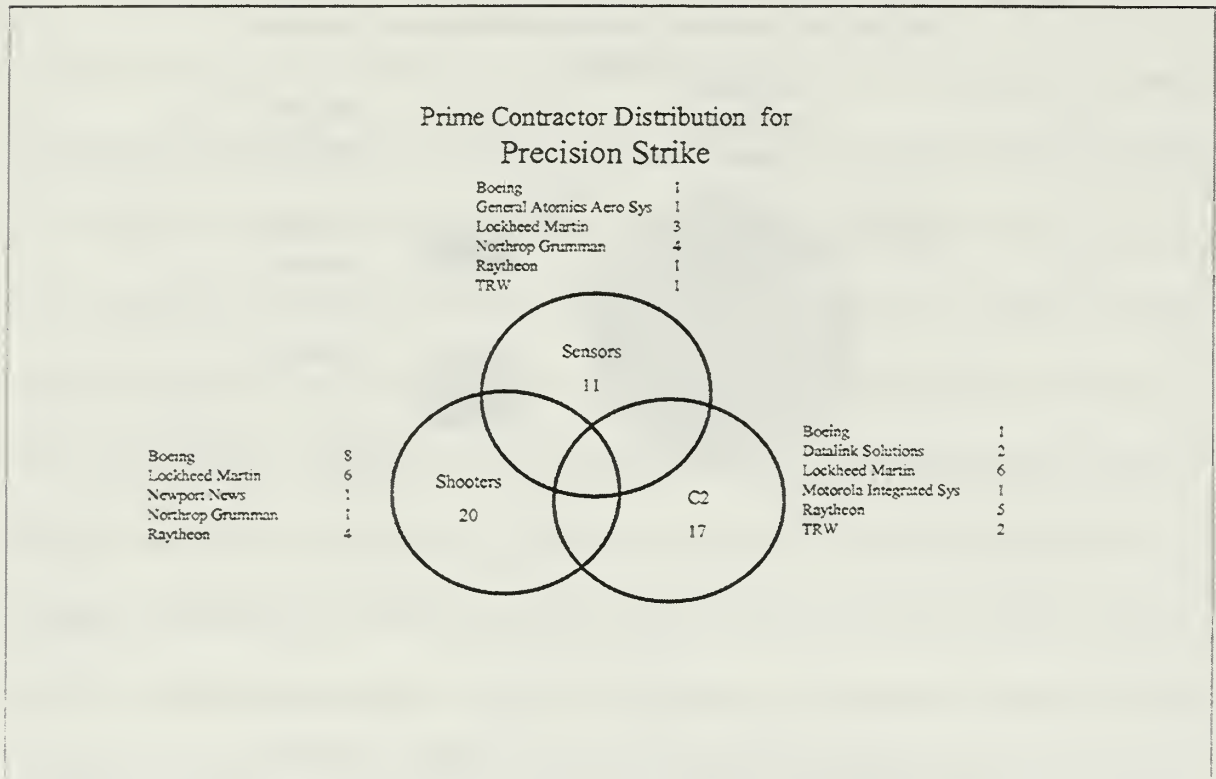 Prime Contractor Distribution for
Precision Strike
Boeing 1
General Atomics Aero Sys 1
Lockheed Martin 3
Northrop Grumman 4
Raytheon 1
TRW 1
Sensors
11
Boeing 8
Lockheed Martin 6
Newport News 1
Northrop Grumman 1
Raytheon 4
Shooters
20
C2
17
Boeing 1
Datalink Solutions 2
Lockheed Martin 6
Motorola Integrated Sys 1
Raytheon 5
TRW 2